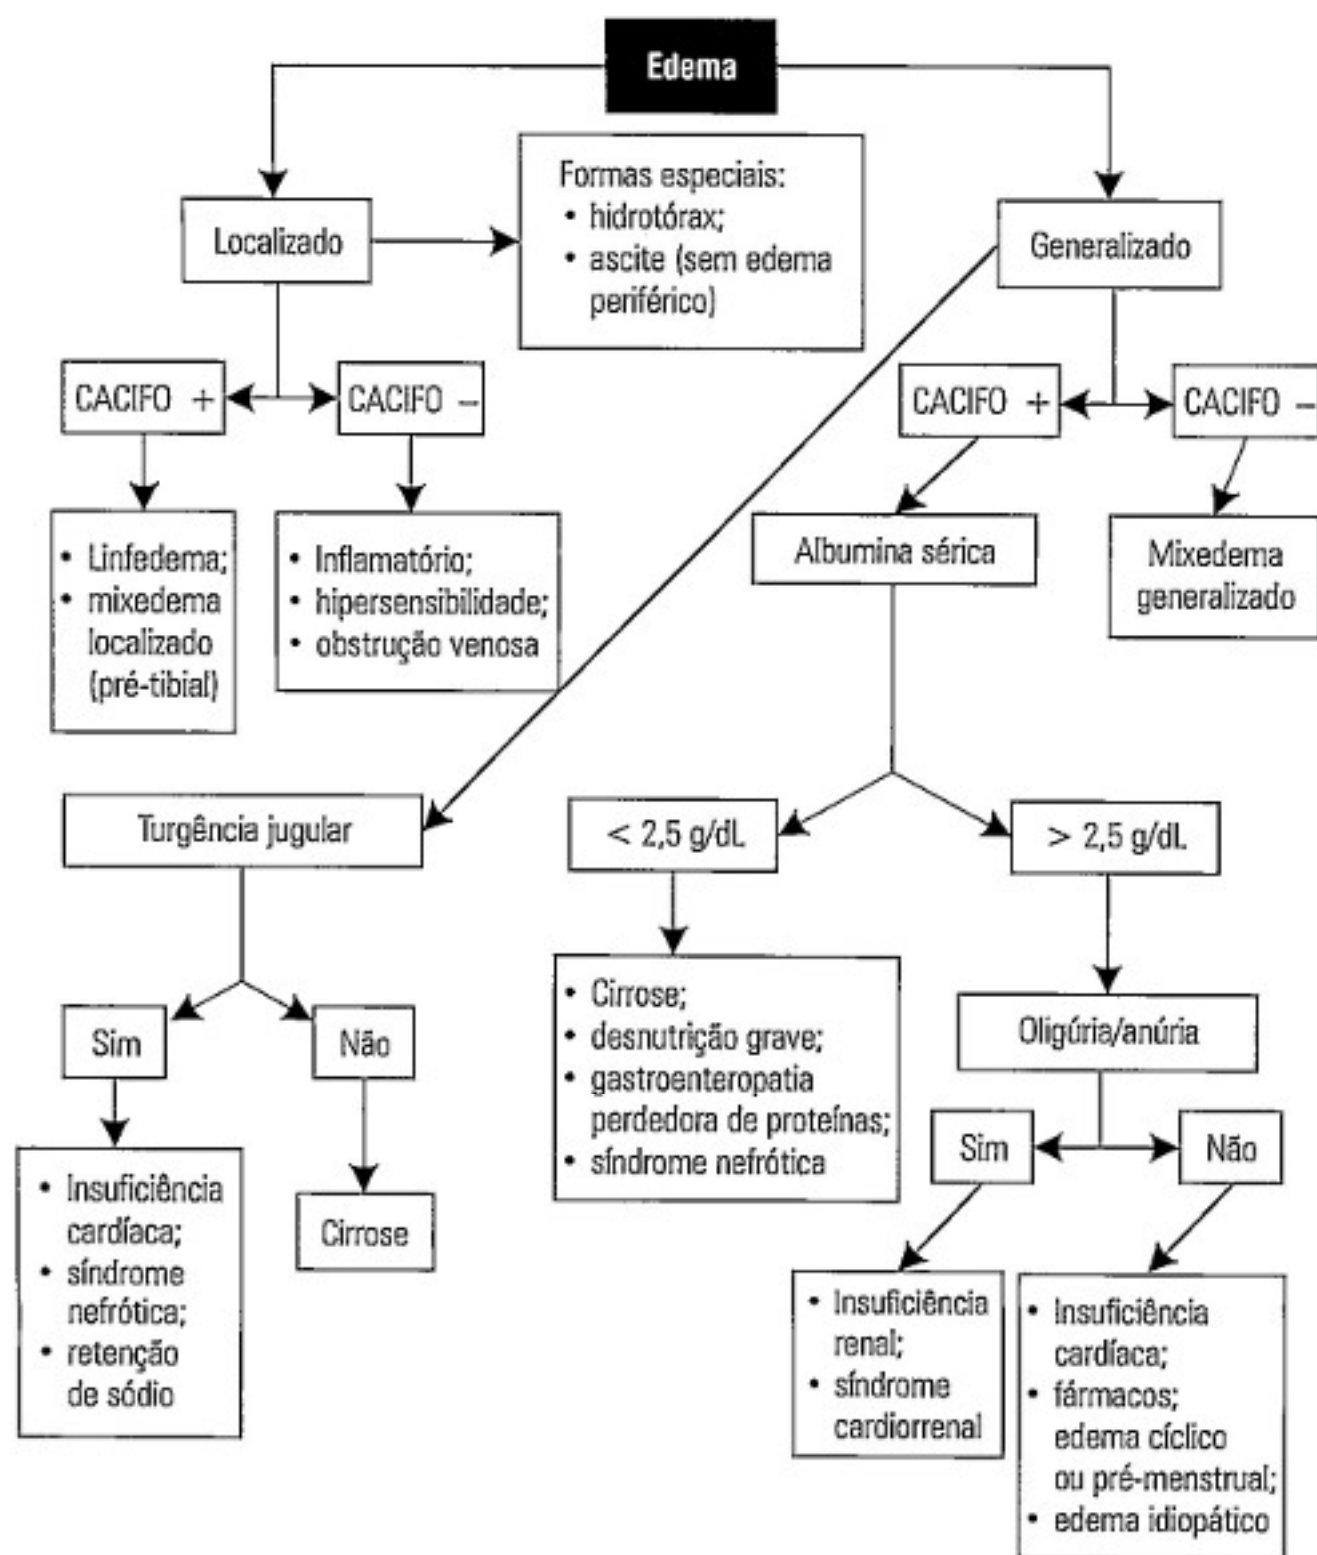 Edema
Formas especiais:
• hidrotórax;
• ascite (sem edema
periférico)
Localizado
Generalizado
CACIFO +
CACIFO –
CACIFO +
CACIFO –
• Linfedema;
• mixedema
localizado
(pré-tibial)
• Inflamatório;
• hipersensibilidade;
• obstrução venosa
Albumina sérica
Mixedema
generalizado
Turgência jugular
< 2,5 g/dL
> 2,5 g/dL
Sim
Não
• Insuficiência
cardíaca;
• síndrome
nefrótica;
• retenção
de sódio
Cirrose
• Cirrose;
• desnutrição grave;
• gastroenteropatia
perdedora de proteínas;
• síndrome nefrótica
Oligúria/anúria
Sim
Não
• Insuficiência
renal;
• síndrome
cardiorrenal
• Insuficiência
cardíaca;
• fármacos;
edema cíclico
ou pré-menstrual;
• edema idiopático